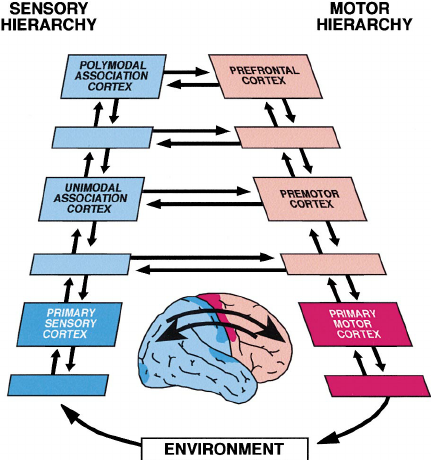 SENSORY
HIERARCHY
MOTOR
HIERARCHY
POLYMODAL
ASSOCIATION
CORTEX
PREFRONTAL
CORTEX
UNIMODAL
ASSOCIATION
CORTEX
PREMOTOR
CORTEX
PRIMARY
SENSORY
CORTEX
PRIMARY
MOTOR
CORTEX
ENVIRONMENT